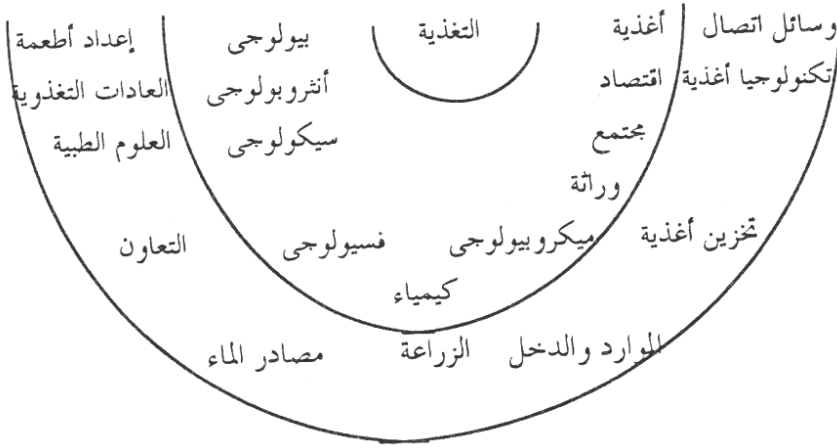 وسائل اتصال
أغذية
التغذية
بيولوجى
إعداد أطعمة
تكنولوجيا أغذية
اقتصاد
أنثروبولوجى
العادات التغذوية
مجتمع
سيكولوجى
العلوم الطبية
وراثة
تخزين أغذية
ميكروبيولوجى
فسيولوجى
التعاون
كيمياء
الموارد والدخل
الزراعة
مصادر الماء